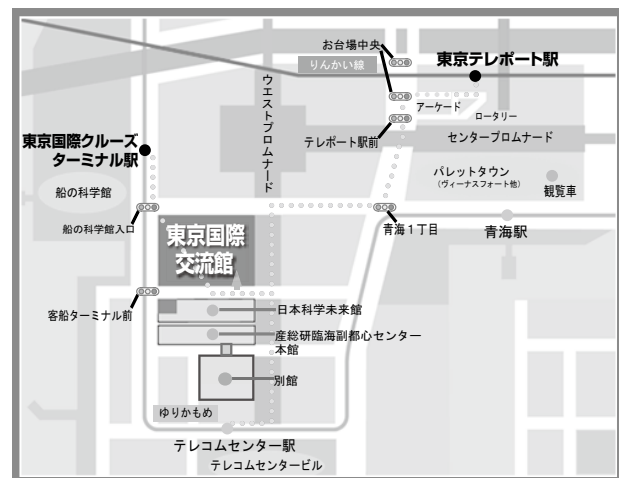 お台場中央
りんかい線
東京テレポート駅
アーケード
ロータリー
ウエストプロムナード
テレポート駅前
センタープロムナード
東京国際クルーズ
ターミナル駅
パレットタウン
（ヴィーナスフォート他）
観覧車
船の科学館
船の科学館入口
青海1丁目
青海駅
東京国際
交流館
客船ターミナル前
日本科学未来館
産総研臨海副都心センター
本館
別館
ゆりかもめ
テレコムセンター駅
テレコムセンタービル